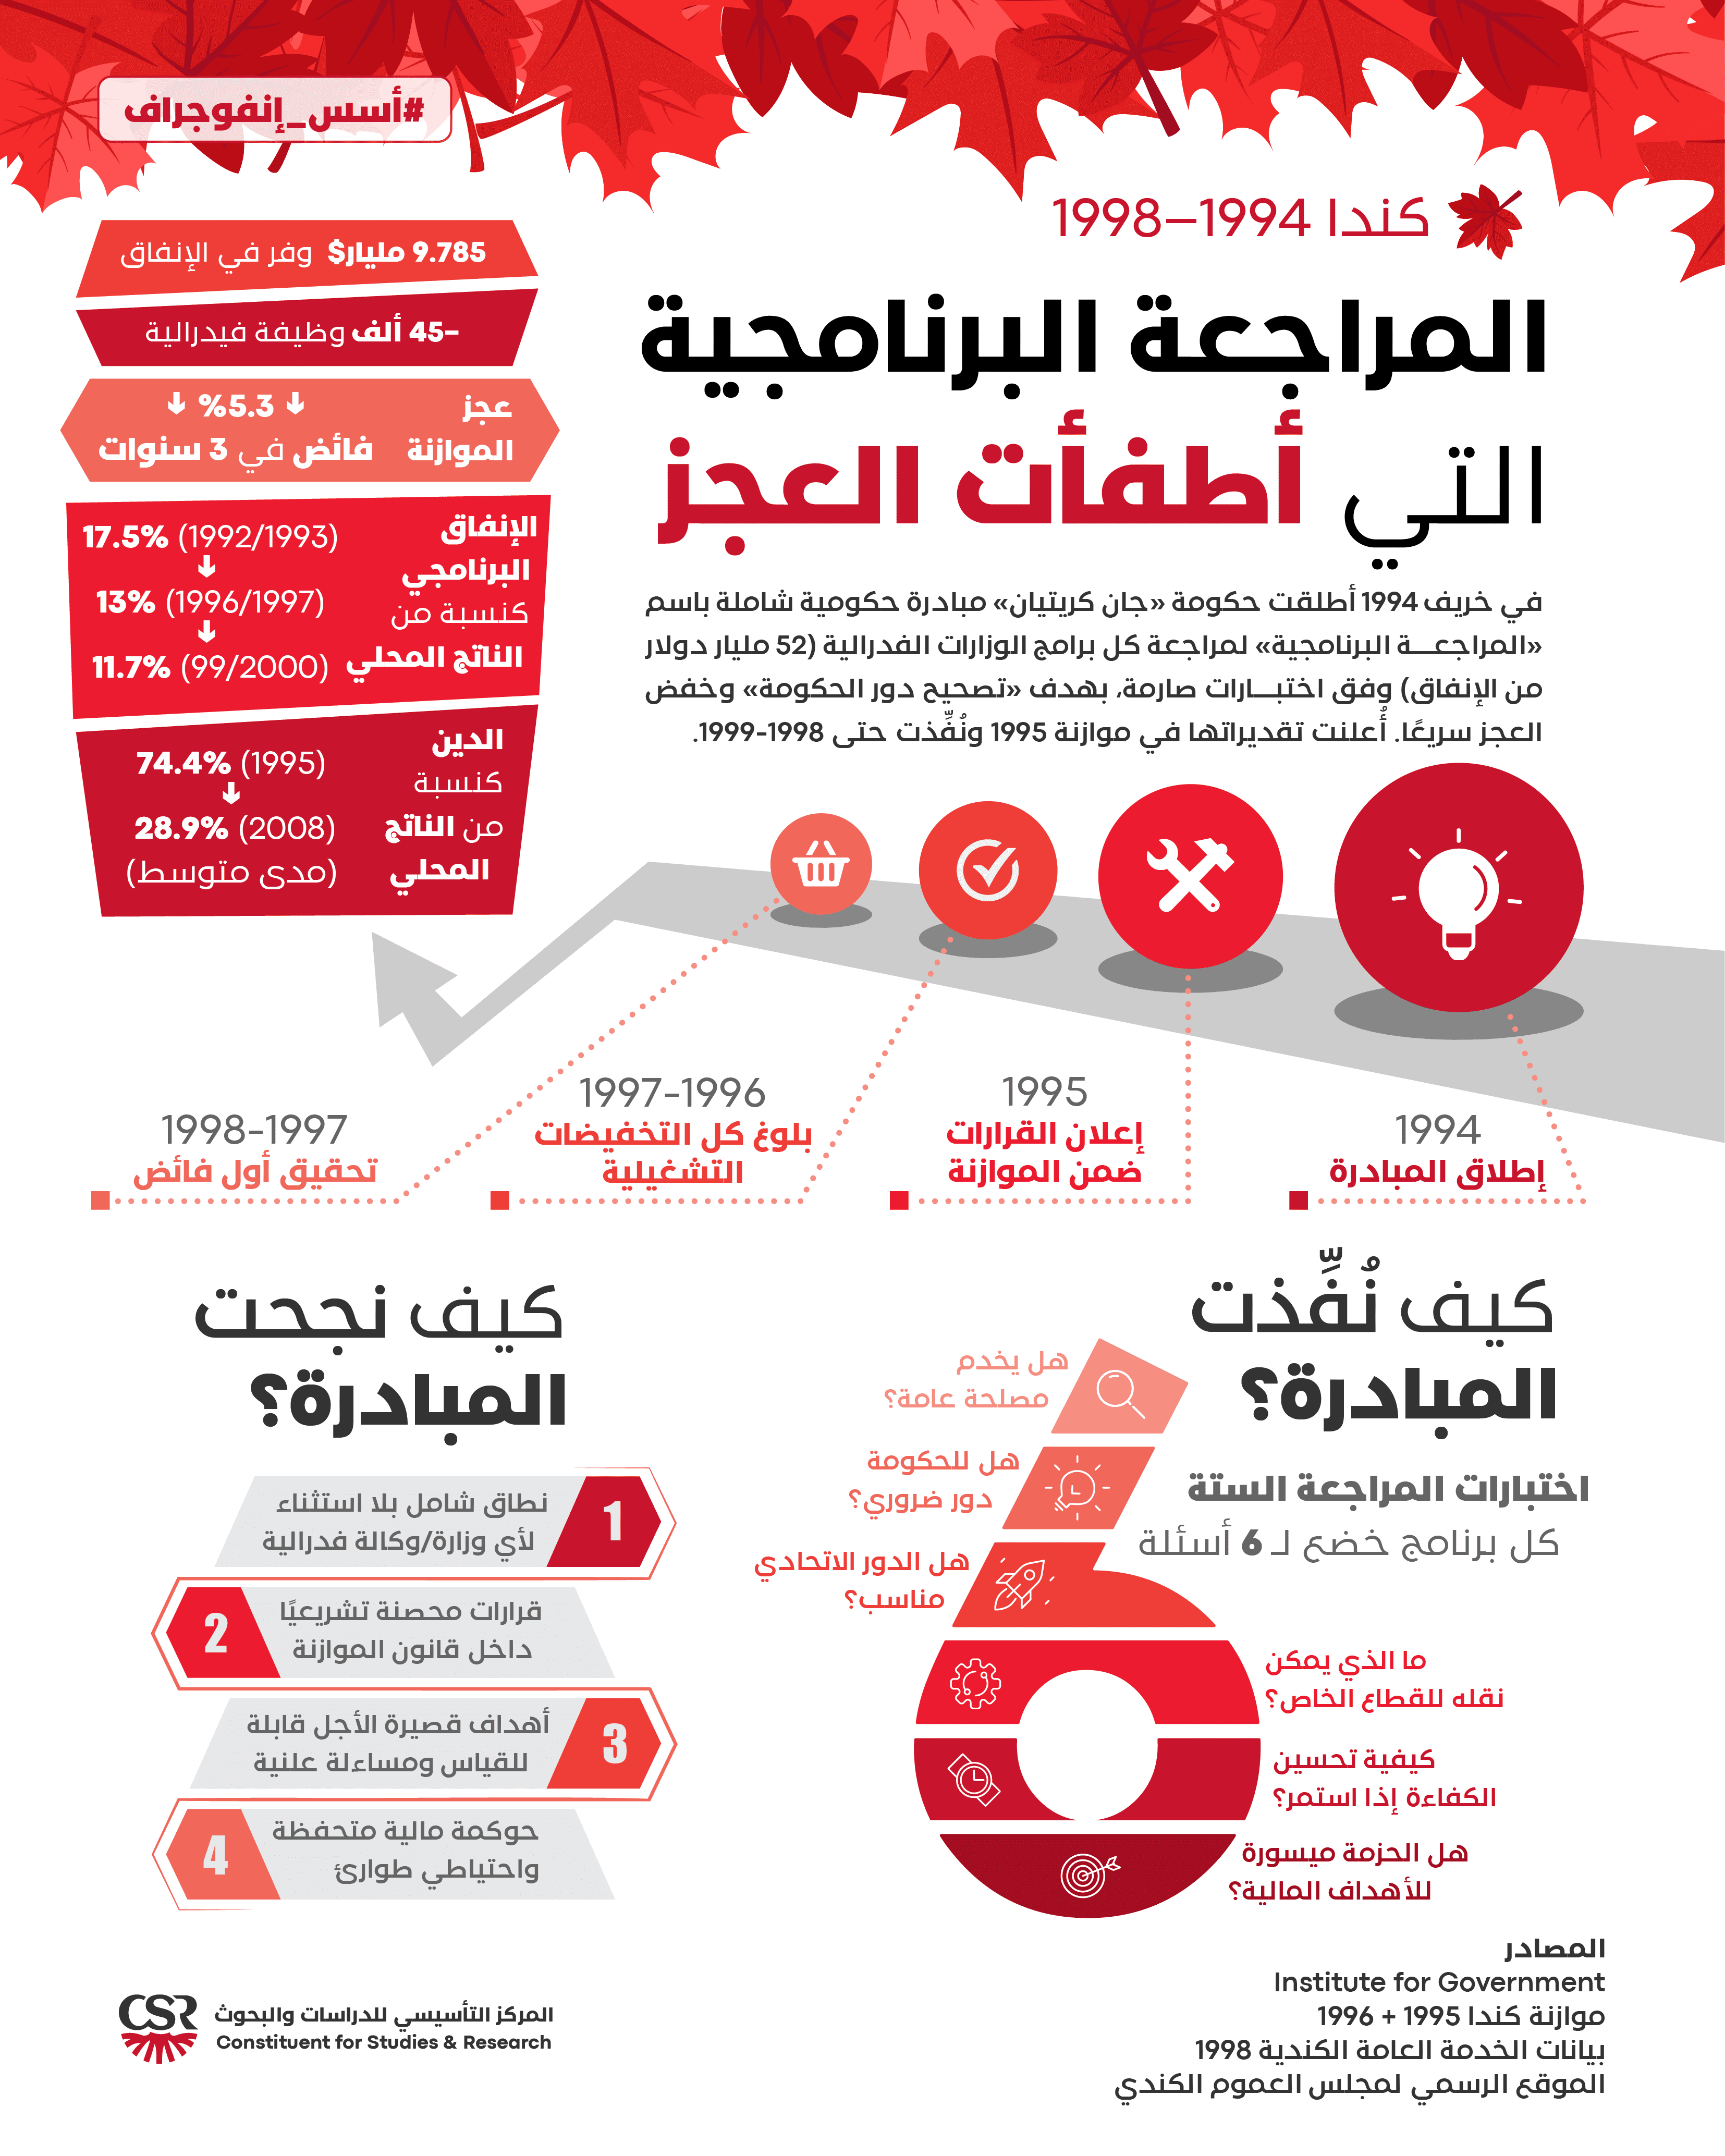 #أسس_إنفوجراف
كندا 1994–1998
المراجعة البرنامجية
التي أطفأت العجز
في خريف 1994 أطلقت حكومة «جان كريتيان» مبادرة حكومية شاملة باسم
«المراجعـــة البرنامجية» لمراجعة كل برامج الوزارات الفدرالية (52 مليار دولار
من الإنفاق) وفق اختبـــارات صارمة، بهدف «تصحيح دور الحكومة» وخفض
العجز سريعًا. أُعلنت تقديراتها في موازنة 1995 ونُفِّذت حتى 1998-1999.
9.785 مليار$ وفر في الإنفاق
–45 ألف وظيفة فيدرالية
عجز
الموازنة
↓ 5.3% ↓
فائض في 3 سنوات
الإنفاق
البرنامجي
كنسبة من
الناتج المحلي
17.5% (1992/1993)
↓
13% (1996/1997)
↓
11.7% (99/2000)
الدين
كنسبة
من الناتج
المحلي
74.4% (1995)
↓
28.9% (2008)
(مدى متوسط)
1994
إطلاق المبادرة
1995
إعلان القرارات
ضمن الموازنة
1997-1996
بلوغ كل التخفيضات
التشغيلية
1998-1997
تحقيق أول فائض
كيف نُفِّذت
المبادرة؟
اختبارات المراجعة الستة
كل برنامج خضع لـ 6 أسئلة
هل يخدم
مصلحة عامة؟
هل للحكومة
دور ضروري؟
هل الدور الاتحادي
مناسب؟
ما الذي يمكن
نقله للقطاع الخاص؟
كيفية تحسين
الكفاءة إذا استمر؟
هل الحزمة ميسورة
للأهداف المالية؟
كيف نجحت
المبادرة؟
1
نطاق شامل بلا استثناء
لأي وزارة/وكالة فدرالية
2
قرارات محصنة تشريعيًا
داخل قانون الموازنة
3
أهداف قصيرة الأجل قابلة
للقياس ومساءلة علنية
4
حوكمة مالية متحفظة
واحتياطي طوارئ
المصادر
Institute for Government
موازنة كندا 1995 + 1996
بيانات الخدمة العامة الكندية 1998
الموقع الرسمي لمجلس العموم الكندي
CSR
المركز التأسيسي للدراسات والبحوث
Constituent for Studies & Research